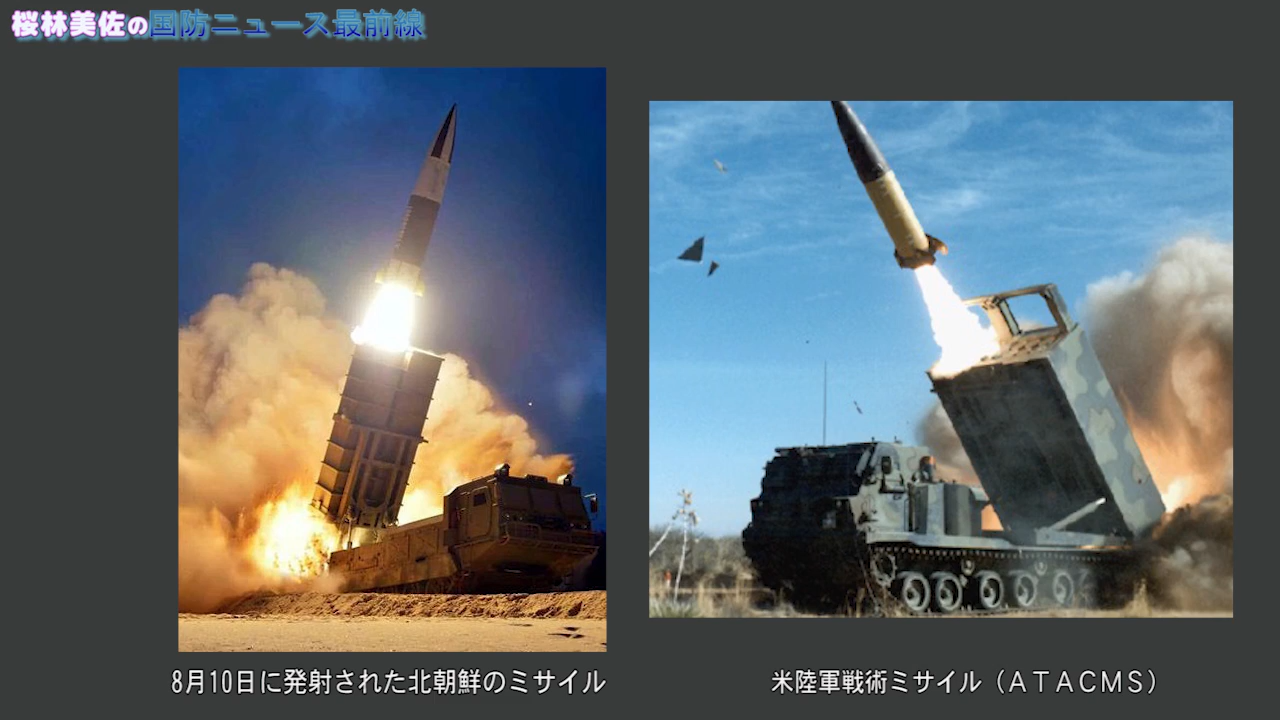 桜林美佐の国防ニュース最前線
8月10日に発射された北朝鮮のミサイル
米陸軍戦術ミサイル（ＡＴＡＣＭＳ）